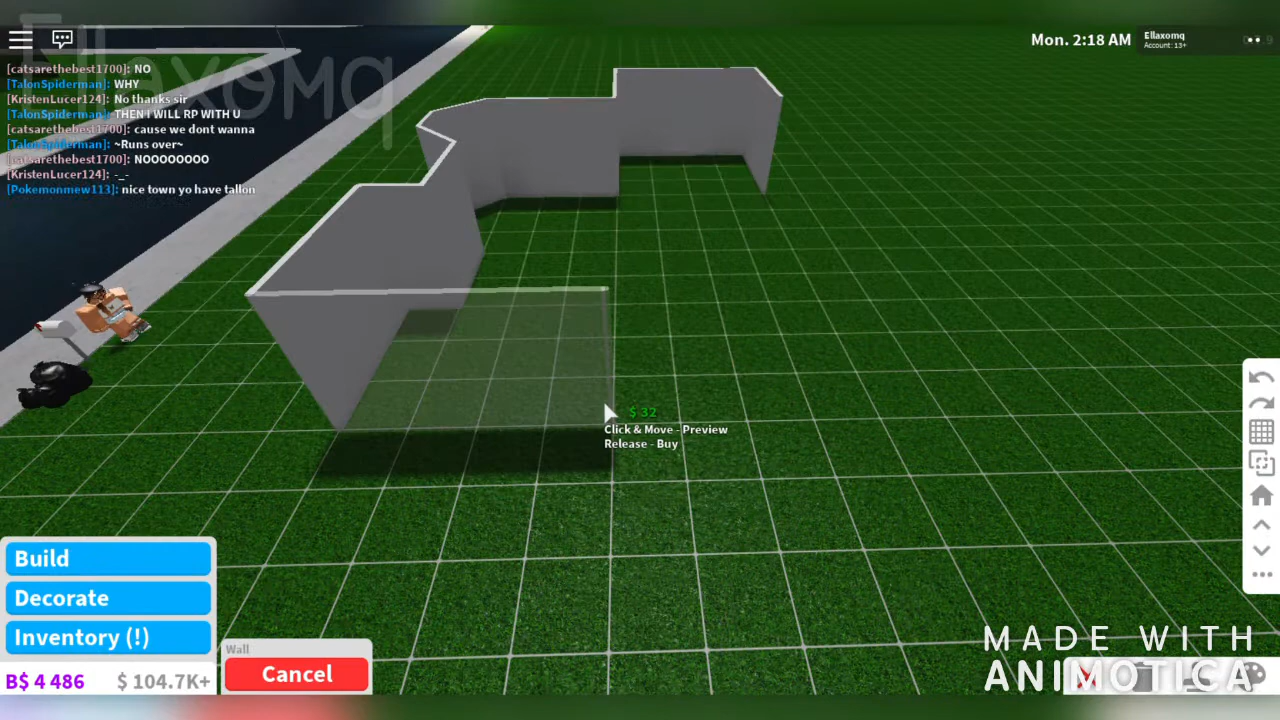 Ellaxomq
Mon. 2:18 AM
Ellaxomq
Account: 13+
[catsarethebest1700]: NO
[TalonSpiderman]: WHY
[KristenLucer124]: No thanks sir
[TalonSpiderman]: THEN I WILL RP WITH U
[catsarethebest1700]: cause we dont wanna
[TalonSpiderman]: ~Runs over~
[catsarethebest1700]: NOOOOOOOO
[KristenLucer124]: -_-
[Pokemonmew113]: nice town yo have tallon
$ 32
Click & Move - Preview
Release - Buy
Build
Decorate
Inventory (!)
B$ 4 486
$ 104.7K+
Wall
Cancel
MADE WITH
ANIMOTICA